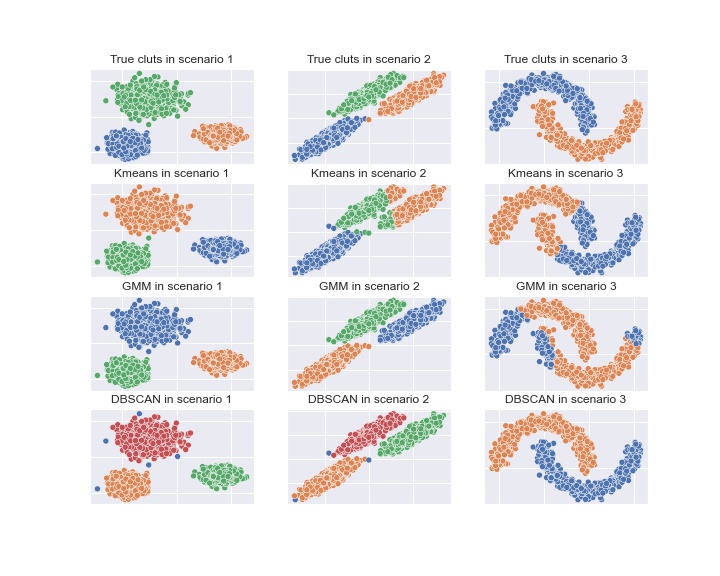 True cluts in scenario 1
True cluts in scenario 2
True cluts in scenario 3
Kmeans in scenario 1
Kmeans in scenario 2
Kmeans in scenario 3
GMM in scenario 1
GMM in scenario 2
GMM in scenario 3
DBSCAN in scenario 1
DBSCAN in scenario 2
DBSCAN in scenario 3